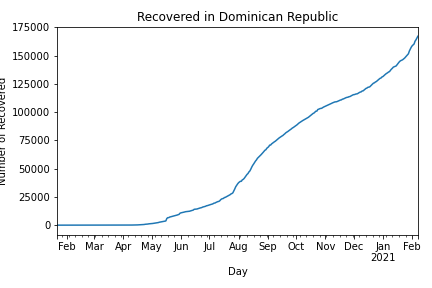 Recovered in Dominican Republic
Number of Recovered
175000
150000
125000
100000
75000
50000
25000
0
Feb Mar Apr May Jun Jul Aug Sep Oct Nov Dec Jan Feb
2021
Day